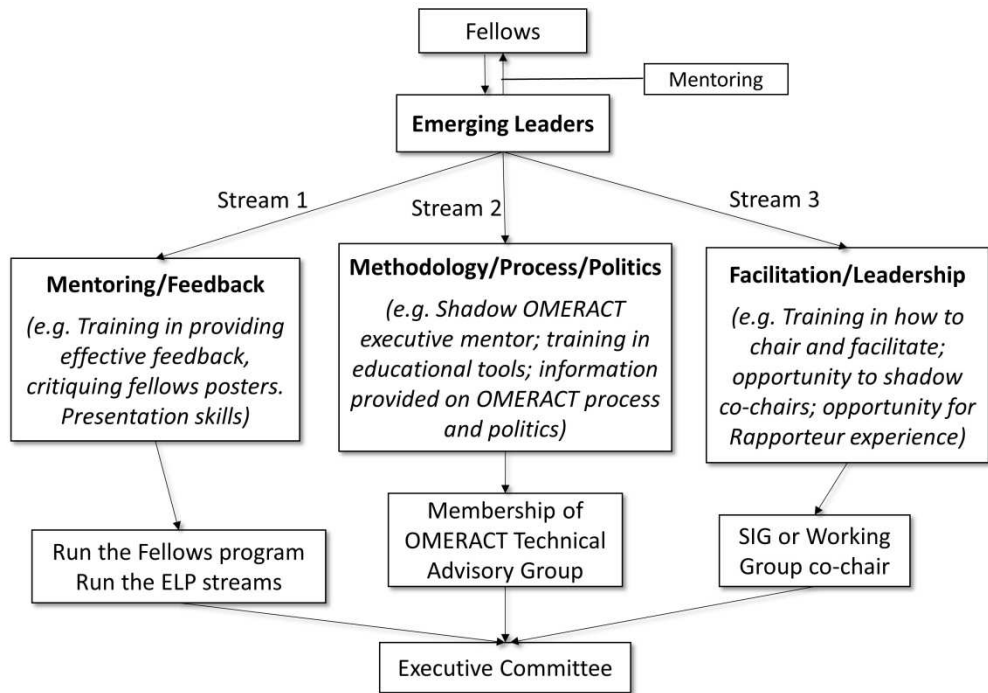 Fellows
Mentoring
Emerging Leaders
Stream 1
Stream 2
Stream 3
Mentoring/Feedback
(e.g. Training in providing
effective feedback,
critiquing fellows posters.
Presentation skills)
Methodology/Process/Politics
(e.g. Shadow OMERACT
executive mentor; training in
educational tools; information
provided on OMERACT process
and politics)
Facilitation/Leadership
(e.g. Training in how to
chair and facilitate;
opportunity to shadow
co-chairs; opportunity for
Rapporteur experience)
Run the Fellows program
Run the ELP streams
Membership of
OMERACT Technical
Advisory Group
SIG or Working
Group co-chair
Executive Committee